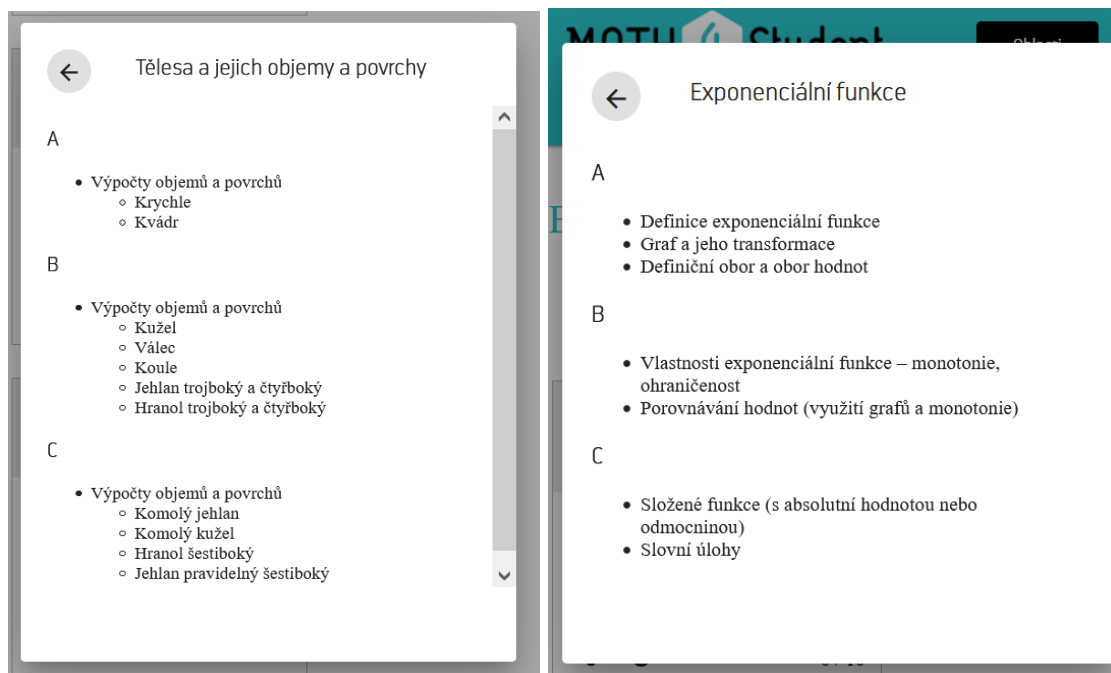 Tělesa a jejich objemy a povrchy
A
Výpočty objemů a povrchů
Krychle
Kvádr
B
Výpočty objemů a povrchů
Kužel
Válec
Koule
Jehlan trojboký a čtyřboký
Hranol trojboký a čtyřboký
C
Výpočty objemů a povrchů
Komolý jehlan
Komolý kužel
Hranol šestiboký
Jehlan pravidelný šestiboký
Exponenciální funkce
A
Definice exponenciální funkce
Graf a jeho transformace
Definiční obor a obor hodnot
B
Vlastnosti exponenciální funkce – monotonie,
ohraničenost
Porovnávání hodnot (využití grafů a monotonie)
C
Složené funkce (s absolutní hodnotou nebo
odmocninou)
Slovní úlohy